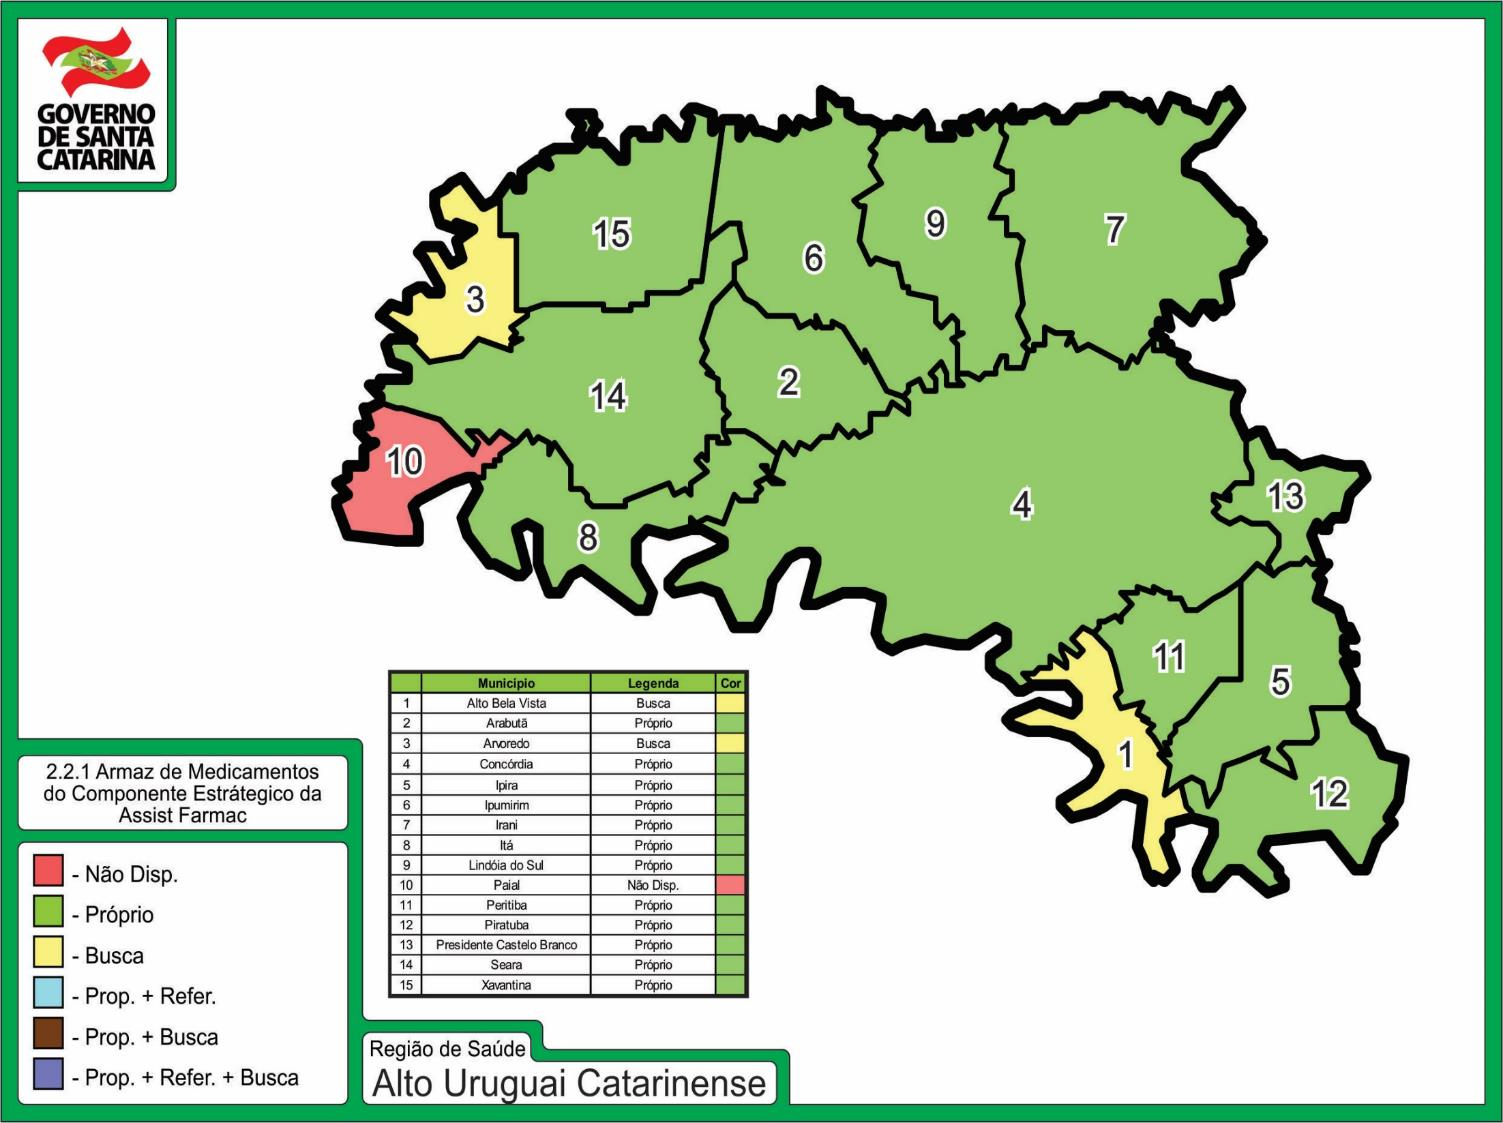 GOVERNO
DE SANTA
CATARINA
15
6
9
7
3
14
2
10
8
4
13
11
5
1
12
Municipio Legenda Cor
1 Alto Bela Vista Busca
2 Arabutã Próprio
3 Arvoredo Busca
4 Concórdia Próprio
5 Ipira Próprio
6 Ipumirim Próprio
7 Irani Próprio
8 Itá Próprio
9 Lindóia do Sul Próprio
10 Paial Não Disp.
11 Peritiba Próprio
12 Piratuba Próprio
13 Presidente Castelo Branco Próprio
14 Seara Próprio
15 Xavantina Próprio
2.2.1 Armaz de Medicamentos
do Componente Estrátegico da
Assist Farmac
- Não Disp.
- Próprio
- Busca
- Prop. + Refer.
- Prop. + Busca
- Prop. + Refer. + Busca
Região de Saúde
Alto Uruguai Catarinense